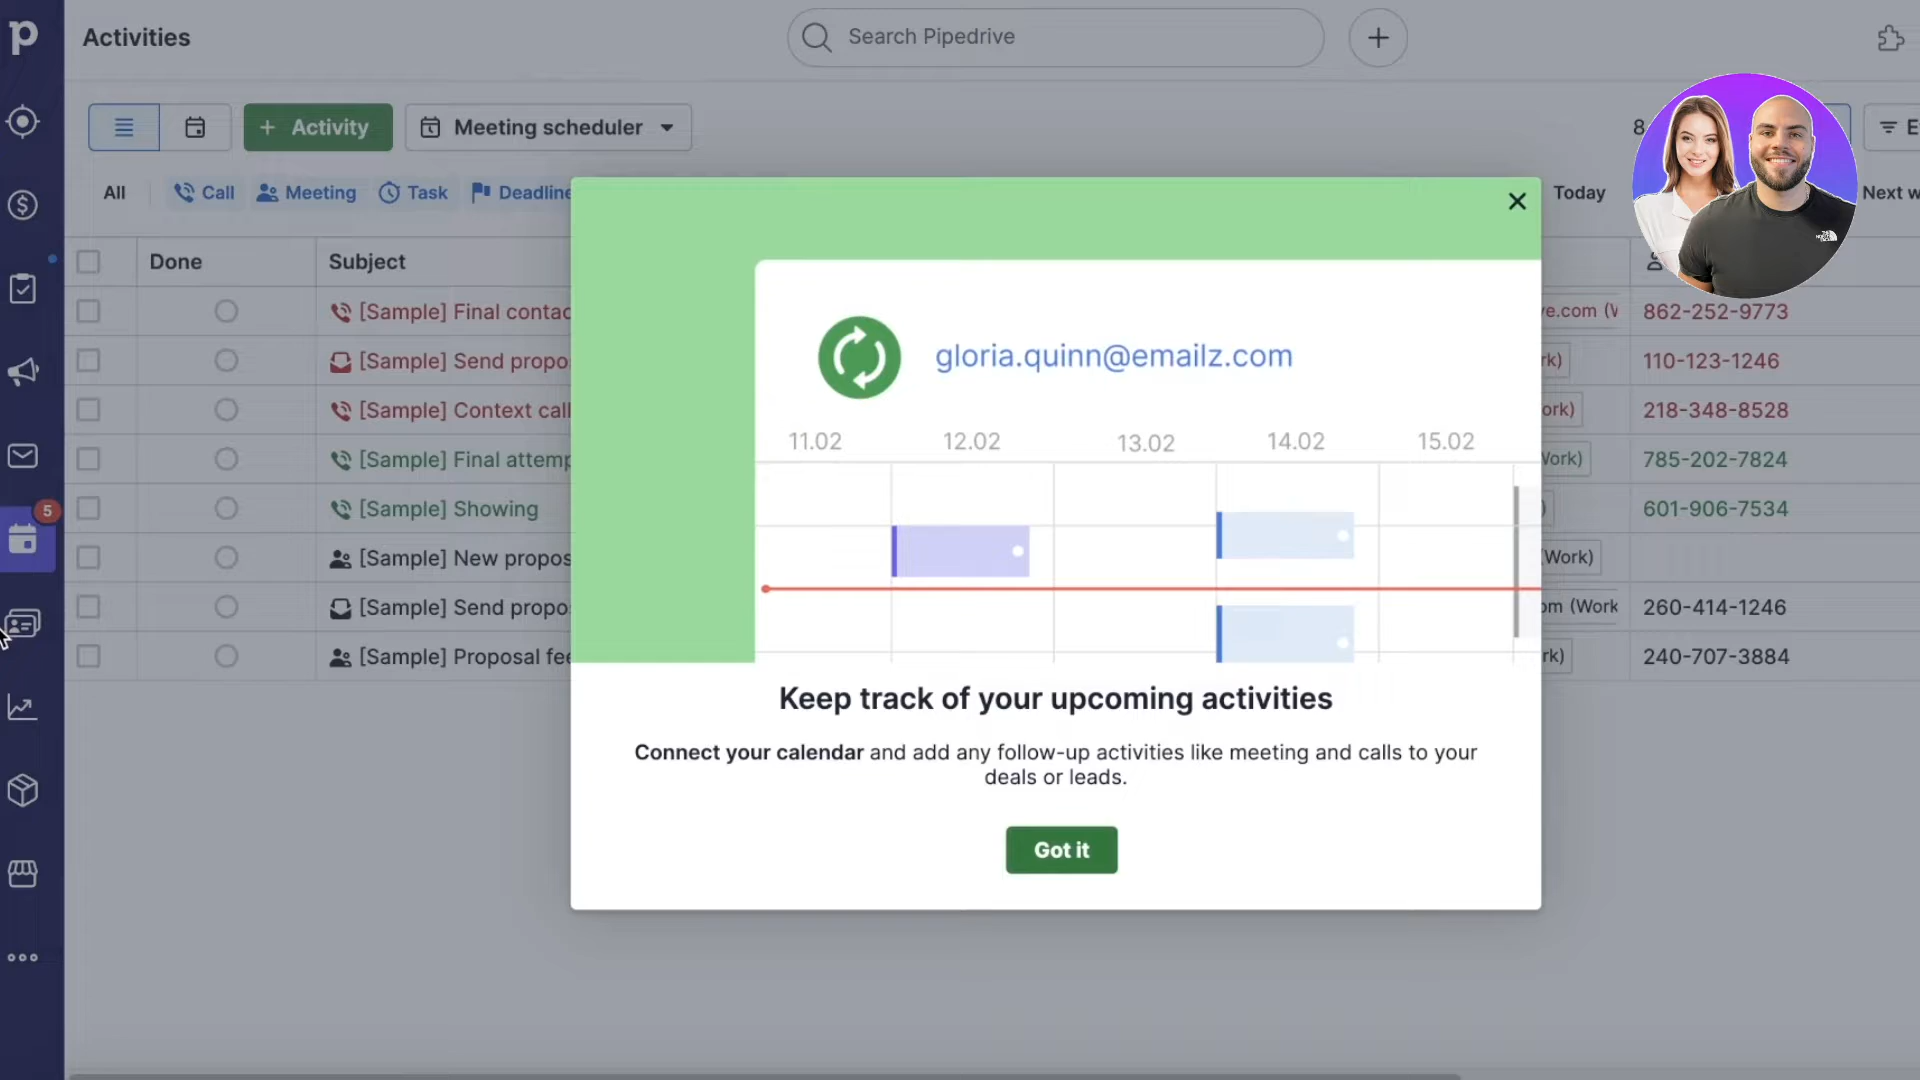 p
Activities
Search Pipedrive
+ Activity
Meeting scheduler
8
All
Call
Meeting
Task
Deadline
Today
Next w
Done
Subject
[Sample] Final contac
ve.com (W
862-252-9773
[Sample] Send propo
rk)
110-123-1246
[Sample] Context call
ork)
218-348-8528
[Sample] Final attemp
Work)
785-202-7824
5
[Sample] Showing
)
601-906-7534
[Sample] New propos
(Work)
[Sample] Send propo
om (Work
260-414-1246
[Sample] Proposal fee
rk)
240-707-3884
gloria.quinn@emailz.com
11.02
12.02
13.02
14.02
15.02
Keep track of your upcoming activities
Connect your calendar and add any follow-up activities like meeting and calls to your
deals or leads.
Got it